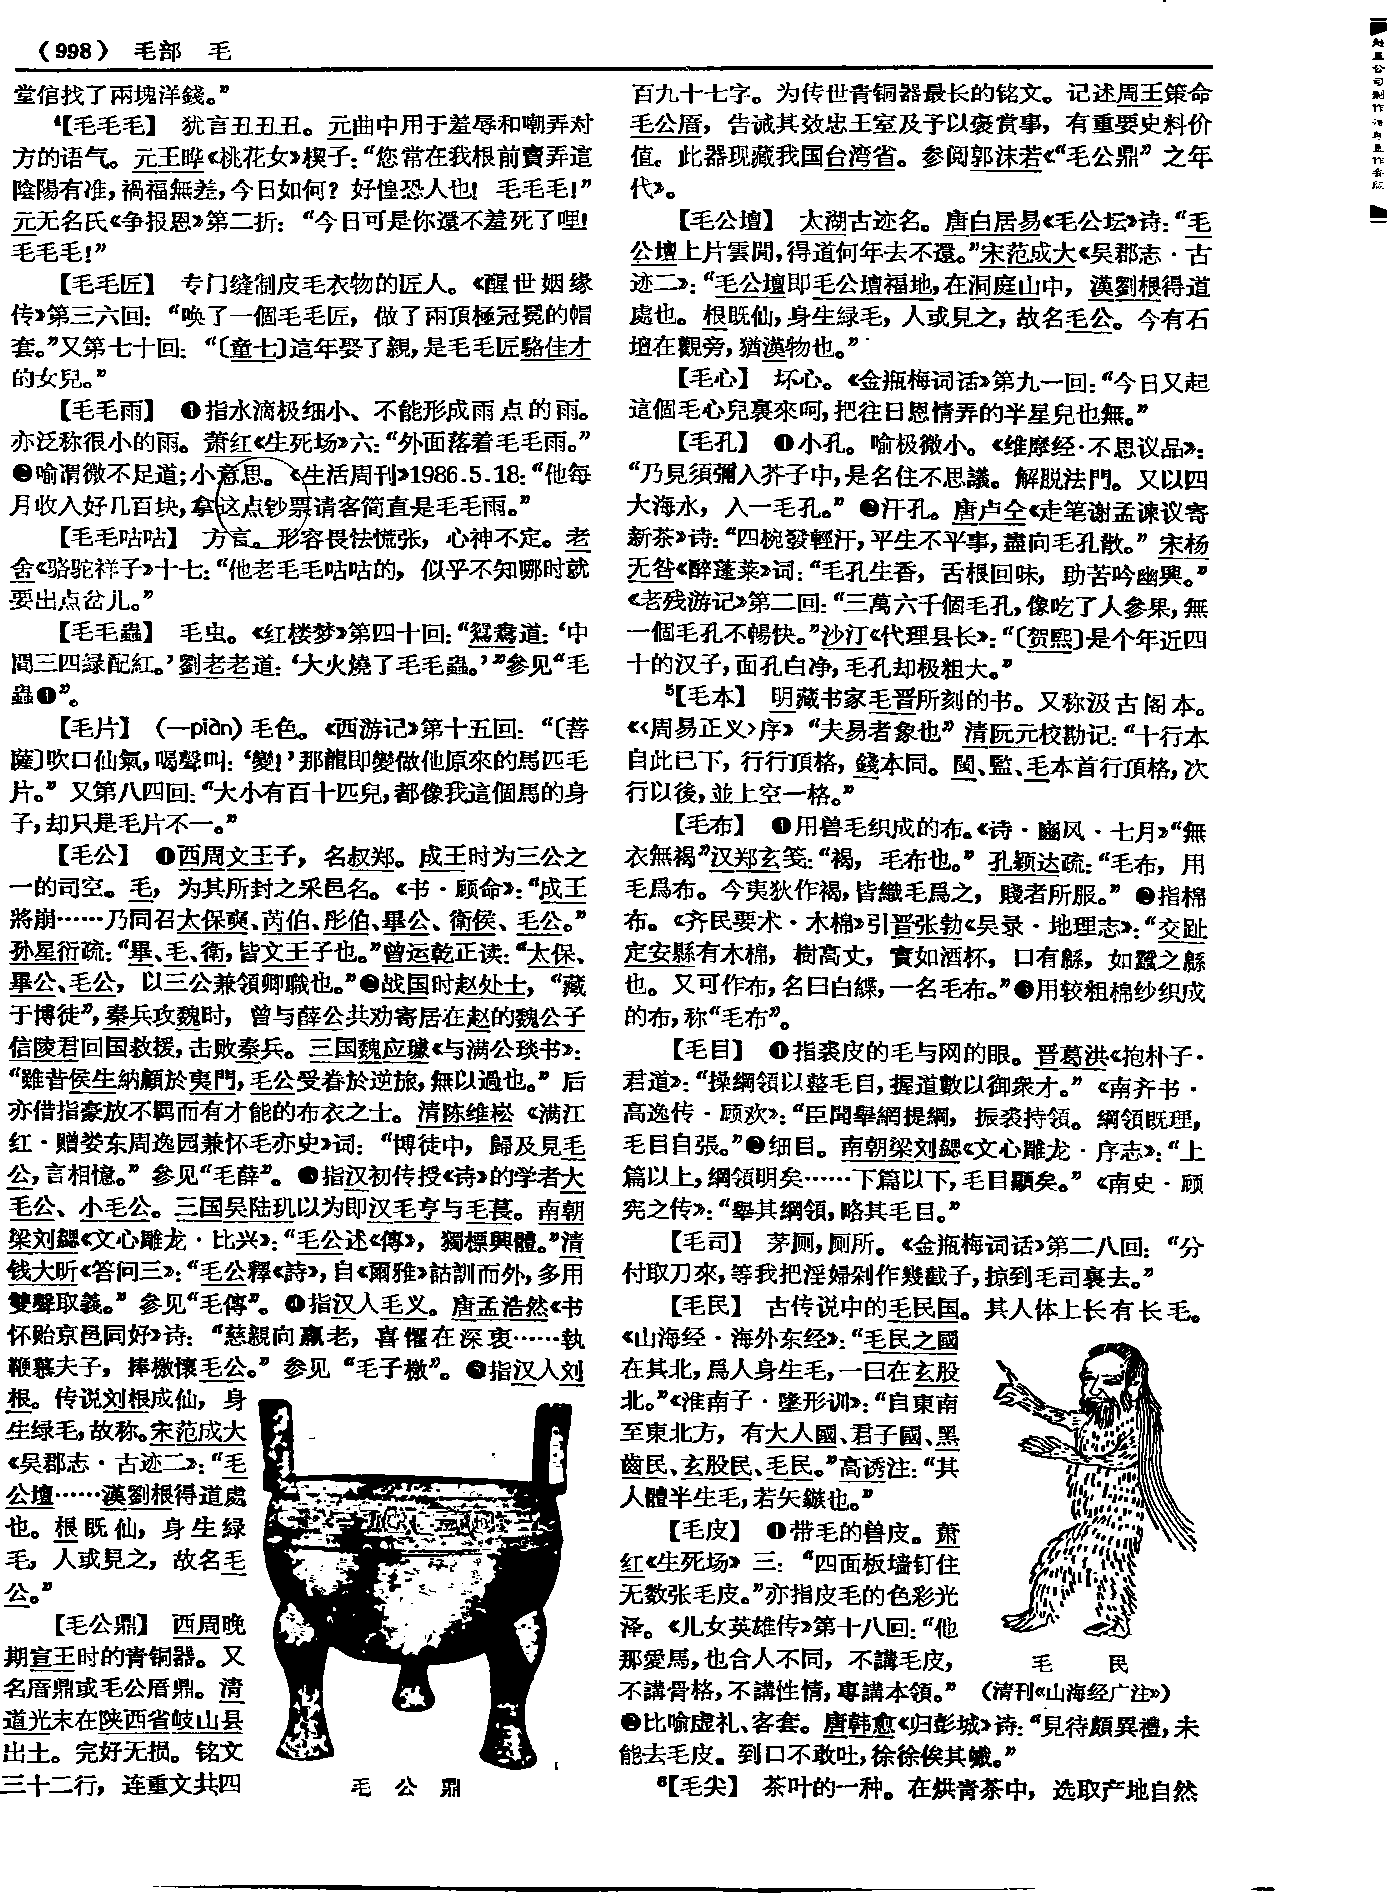 （998） 毛部 毛
堂倌找了兩塊洋錢。”
⁴【毛毛毛】 犹言丑丑丑。元曲中用于羞辱和嘲弄对
方的语气。元王晔《桃花女》楔子：“您常在我根前賣弄這
陰陽有准，禍福無差，今日如何？好惶恐人也！毛毛毛！”
元无名氏《争报恩》第二折：“今日可是你還不羞死了哩！
毛毛毛！”
【毛毛匠】 专门缝制皮毛衣物的匠人。《醒世姻缘
传》第三六回：“喚了一個毛毛匠，做了兩頂極冠冕的帽
套。”又第七十回：“〔童七〕這年娶了親，是毛毛匠駱佳才
的女兒。”
【毛毛雨】 ❶指水滴极细小、不能形成雨点的雨。
亦泛称很小的雨。萧红《生死场》六：“外面落着毛毛雨。”
❷喻谓微不足道；小意思。《生活周刊》1986.5.18：“他每
月收入好几百块，拿这点钞票请客简直是毛毛雨。”
【毛毛咕咕】 方言。形容畏怯慌张，心神不定。老
舍《骆驼祥子》十七：“他老毛毛咕咕的，似乎不知哪时就
要出点岔儿。”
【毛毛蟲】 毛虫。《红楼梦》第四十回：“鴛鴦道：‘中
間三四緑配紅。’劉老老道：‘大火燒了毛毛蟲。’”参见“毛
蟲❶”。
【毛片】 （—piàn）毛色。《西游记》第十五回：“〔菩
薩〕吹口仙氣，喝聲叫：‘變！’那龍即變做他原來的馬匹毛
片。”又第八四回：“大小有百十匹兒，都像我這個馬的身
子，却只是毛片不一。”
【毛公】 ❶西周文王子，名叔郑。成王时为三公之
一的司空。毛，为其所封之采邑名。《书·顾命》：“成王
將崩……乃同召太保奭、芮伯、彤伯、畢公、衛侯、毛公。”
孙星衍疏：“畢、毛、衛，皆文王子也。”曾运乾正读：“太保、
畢公、毛公，以三公兼領卿職也。”❷战国时赵处士，“藏
于博徒”，秦兵攻魏时，曾与薛公共劝寄居在赵的魏公子
信陵君回国救援，击败秦兵。三国魏应璩《与满公琰书》：
“雖昔侯生納顧於夷門，毛公受眷於逆旅，無以過也。”后
亦借指豪放不羁而有才能的布衣之士。清陈维崧《满江
红·赠娄东周逸园兼怀毛亦史》词：“博徒中，歸及見毛
公，言相憶。”参见“毛薛”。❸指汉初传授《诗》的学者大
毛公、小毛公。三国吴陆玑以为即汉毛亨与毛苌。南朝
梁刘勰《文心雕龙·比兴》：“毛公述《傳》，獨標興體。”清
钱大昕《答问三》：“毛公釋《詩》，自《爾雅》詁訓而外，多用
雙聲取義。”参见“毛傳”。❹指汉人毛义。唐孟浩然《书
怀贻京邑同好》诗：“慈親向羸老，喜懼在深衷……執
鞭慕夫子，捧檄懷毛公。”参见“毛子檄”。❺指汉人刘
根。传说刘根成仙，身
生绿毛，故称。宋范成大
《吴郡志·古迹二》：“毛
公壇……漢劉根得道處
也。根既仙，身生緑
毛，人或見之，故名毛
公。”
【毛公鼎】 西周晚
期宣王时的青铜器。又
名厝鼎或毛公厝鼎。清
道光末在陕西省岐山县
出土。完好无损。铭文
三十二行，连重文共四
毛公鼎
百九十七字。为传世青铜器最长的铭文。记述周王策命
毛公厝，告诫其效忠王室及予以褒赏事，有重要史料价
值。此器现藏我国台湾省。参阅郭沫若《“毛公鼎”之年
代》。
【毛公壇】 太湖古迹名。唐白居易《毛公坛》诗：“毛
公壇上片雲閒，得道何年去不還。”宋范成大《吴郡志·古
迹二》：“毛公壇即毛公壇福地，在洞庭山中，漢劉根得道
處也。根既仙，身生緑毛，人或見之，故名毛公。今有石
壇在觀旁，猶漢物也。”
【毛心】 坏心。《金瓶梅词话》第九一回：“今日又起
這個毛心兒裏來呵，把往日恩情弄的半星兒也無。”
【毛孔】 ❶小孔。喻极微小。《维摩经·不思议品》：
“乃見須彌入芥子中，是名住不思議。解脱法門。又以四
大海水，入一毛孔。”❷汗孔。唐卢仝《走笔谢孟谏议寄
新茶》诗：“四椀發輕汗，平生不平事，盡向毛孔散。”宋杨
无咎《醉蓬莱》词：“毛孔生香，舌根回味，助苦吟幽興。”
《老残游记》第二回：“三萬六千個毛孔，像吃了人參果，無
一個毛孔不暢快。”沙汀《代理县长》：“〔贺熙〕是个年近四
十的汉子，面孔白净，毛孔却极粗大。”
⁵【毛本】 明藏书家毛晋所刻的书。又称汲古阁本。
《〈周易正义〉序》“夫易者象也”清阮元校勘记：“十行本
自此已下，行行頂格，錢本同。閩、監、毛本首行頂格，次
行以後，並上空一格。”
【毛布】 ❶用兽毛织成的布。《诗·豳风·七月》“無
衣無褐”汉郑玄笺：“褐，毛布也。”孔颖达疏：“毛布，用
毛爲布。今夷狄作褐，皆織毛爲之，賤者所服。”❷指棉
布。《齐民要术·木棉》引晋张勃《吴录·地理志》：“交趾
定安縣有木棉，樹高丈，實如酒杯，口有緜，如蠶之緜
也。又可作布，名曰白緤，一名毛布。”❸用较粗棉纱织成
的布，称“毛布”。
【毛目】 ❶指裘皮的毛与网的眼。晋葛洪《抱朴子·
君道》：“操綱領以整毛目，握道數以御衆才。”《南齐书·
高逸传·顾欢》：“臣聞舉網提綱，振裘持領。綱領既理，
毛目自張。”❷细目。南朝梁刘勰《文心雕龙·序志》：“上
篇以上，綱領明矣……下篇以下，毛目顯矣。”《南史·顾
宪之传》：“舉其綱領，略其毛目。”
【毛司】 茅厕，厕所。《金瓶梅词话》第二八回：“分
付取刀來，等我把淫婦剁作幾截子，掠到毛司裏去。”
【毛民】 古传说中的毛民国。其人体上长有长毛。
《山海经·海外东经》：“毛民之國
在其北，爲人身生毛，一曰在玄股
北。”《淮南子·墬形训》：“自東南
至東北方，有大人國、君子國、黑
齒民、玄股民、毛民。”高诱注：“其
人體半生毛，若矢鏃也。”
【毛皮】 ❶带毛的兽皮。萧
红《生死场》三：“四面板墙钉住
无数张毛皮。”亦指皮毛的色彩光
泽。《儿女英雄传》第十八回：“他
那愛馬，也合人不同，不講毛皮，
不講骨格，不講性情，專講本領。”
毛民
（清刊《山海经广注》）
❷比喻虚礼、客套。唐韩愈《归彭城》诗：“見待頗異禮，未
能去毛皮。到口不敢吐，徐徐俟其巇。”
⁶【毛尖】 茶叶的一种。在烘青茶中，选取产地自然